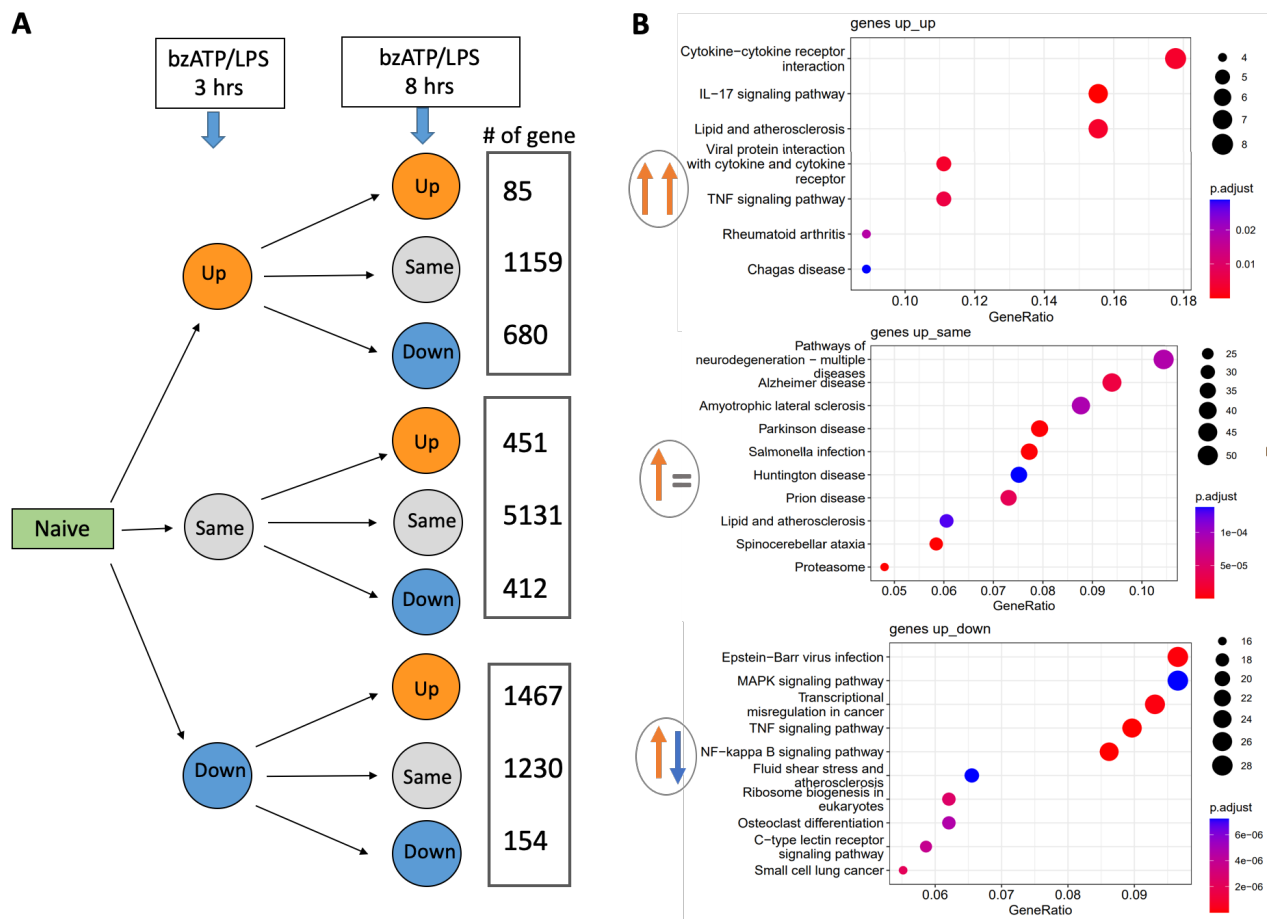 A
bzATP/LPS
3 hrs
bzATP/LPS
8 hrs
# of gene
Up
85
Same
1159
Up
Down
680
Up
451
Naive
Same
Same
5131
Down
412
Up
1467
Down
Same
1230
Down
154
B
genes up_up
Cytokine−cytokine receptor
interaction
IL−17 signaling pathway
Lipid and atherosclerosis
Viral protein interaction
with cytokine and cytokine
receptor
TNF signaling pathway
Rheumatoid arthritis
Chagas disease
0.10
0.12
0.14
0.16
0.18
GeneRatio
4
5
6
7
8
p.adjust
0.02
0.01
genes up_same
Pathways of
neurodegeneration − multiple
diseases
Alzheimer disease
Amyotrophic lateral sclerosis
Parkinson disease
Salmonella infection
Huntington disease
Prion disease
Lipid and atherosclerosis
Spinocerebellar ataxia
Proteasome
0.05
0.06
0.07
0.08
0.09
0.10
GeneRatio
25
30
35
40
45
50
p.adjust
1e−04
5e−05
genes up_down
Epstein−Barr virus infection
MAPK signaling pathway
Transcriptional
misregulation in cancer
TNF signaling pathway
NF−kappa B signaling pathway
Fluid shear stress and
atherosclerosis
Ribosome biogenesis in
eukaryotes
Osteoclast differentiation
C−type lectin receptor
signaling pathway
Small cell lung cancer
0.06
0.07
0.08
0.09
GeneRatio
16
18
20
22
24
26
28
p.adjust
6e−06
4e−06
2e−06